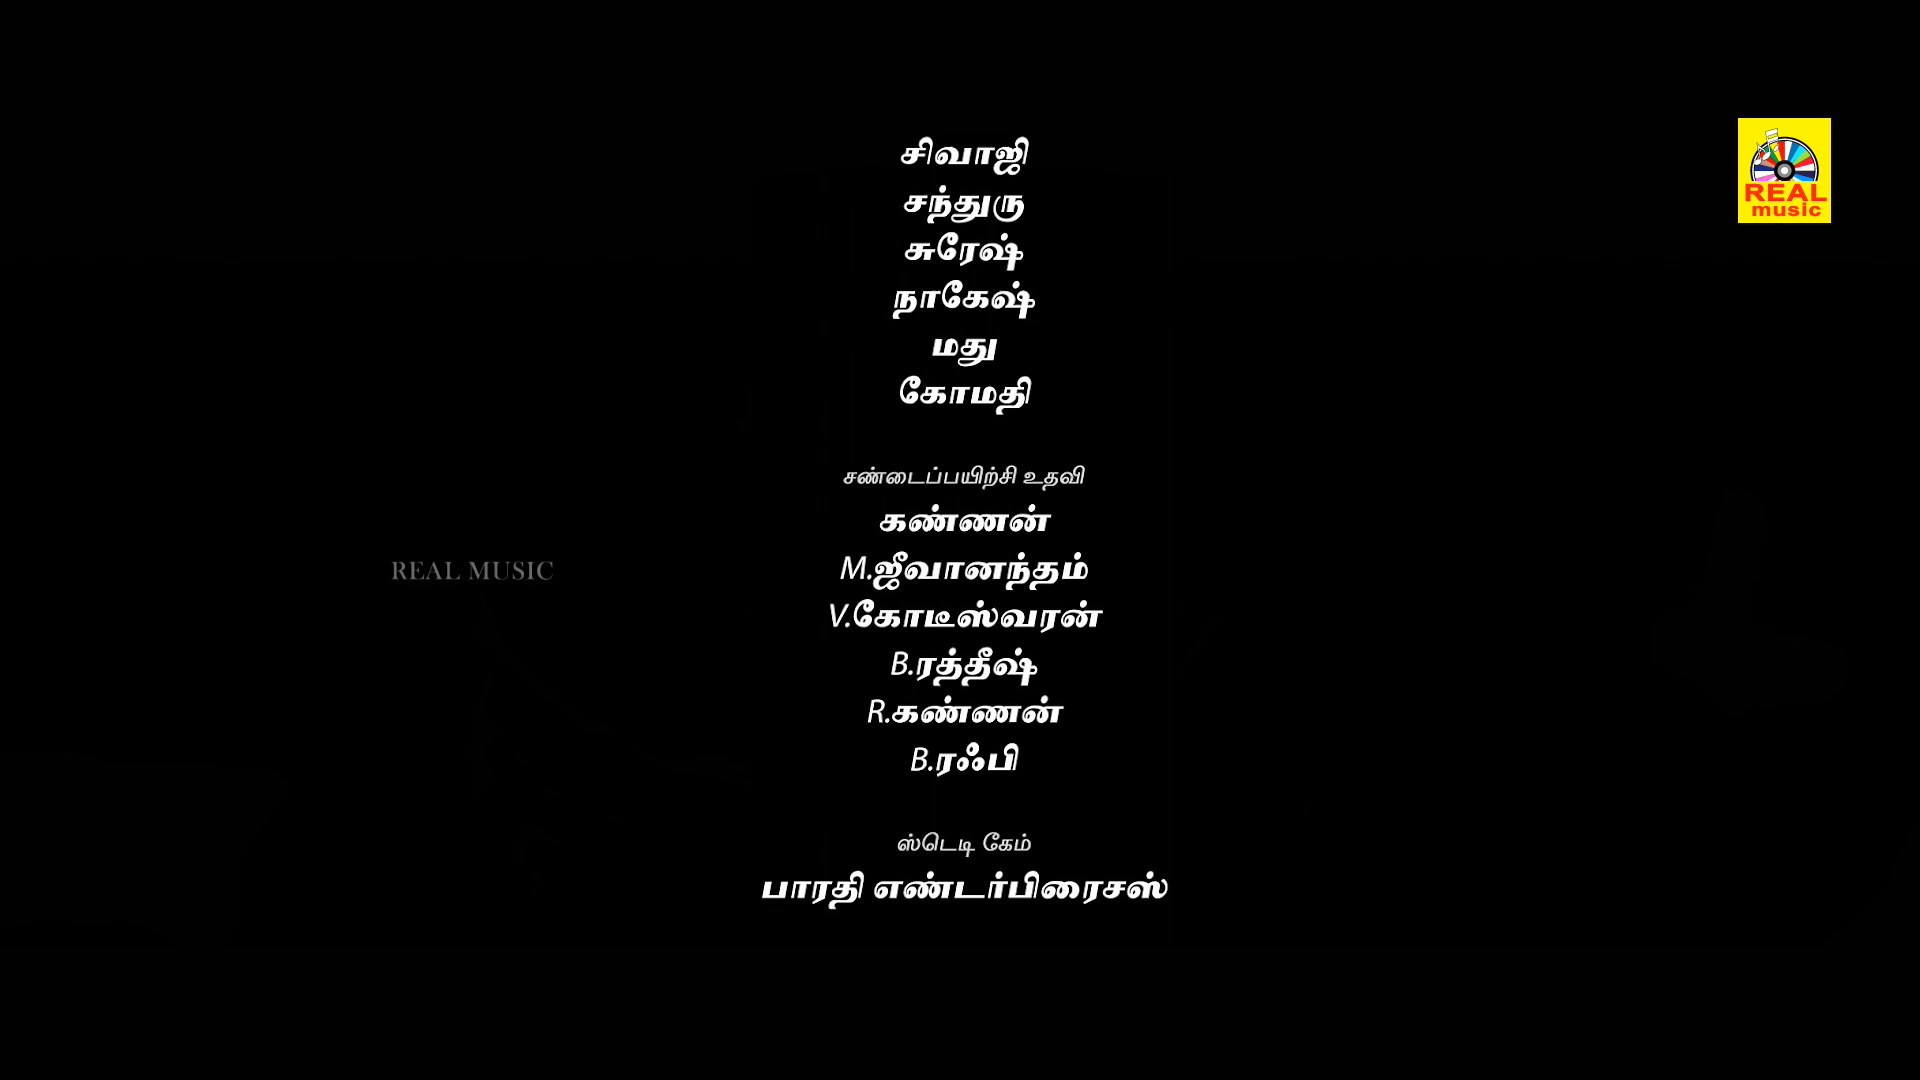 சிவாஜி
சந்துரு
சுரேஷ்
நாகேஷ்
மது
கோமதி
சண்டைப்பயிற்சி உதவி
கண்ணன்
M.ஜீவானந்தம்
V.கோடீஸ்வரன்
B.ரத்தீஷ்
R.கண்ணன்
B.ரஃபி
ஸ்டெடி கேம்
பாரதி எண்டர்பிரைசஸ்
REAL MUSIC
REAL
music